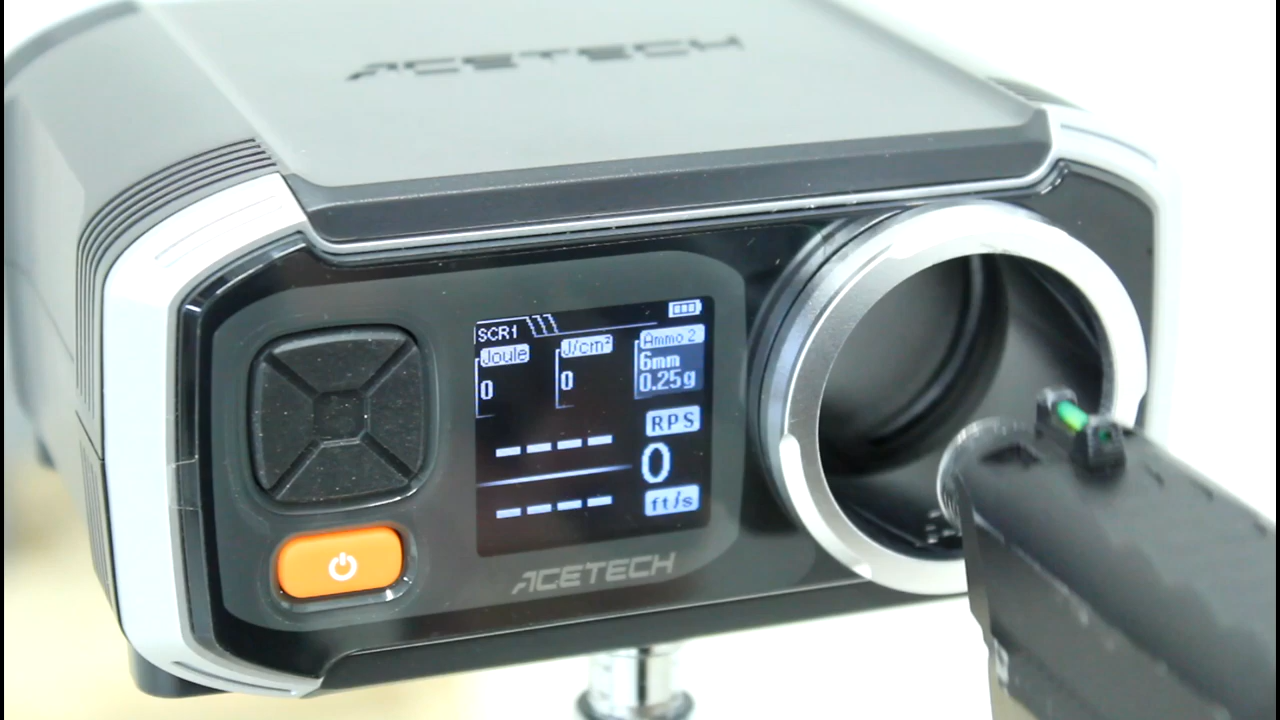 ACETECH
SCR1
Joule
J/cm²
Ammo 2
0
0
6mm
0.25g
RPS
- - - -
0
- - - -
ft/s
ACETECH